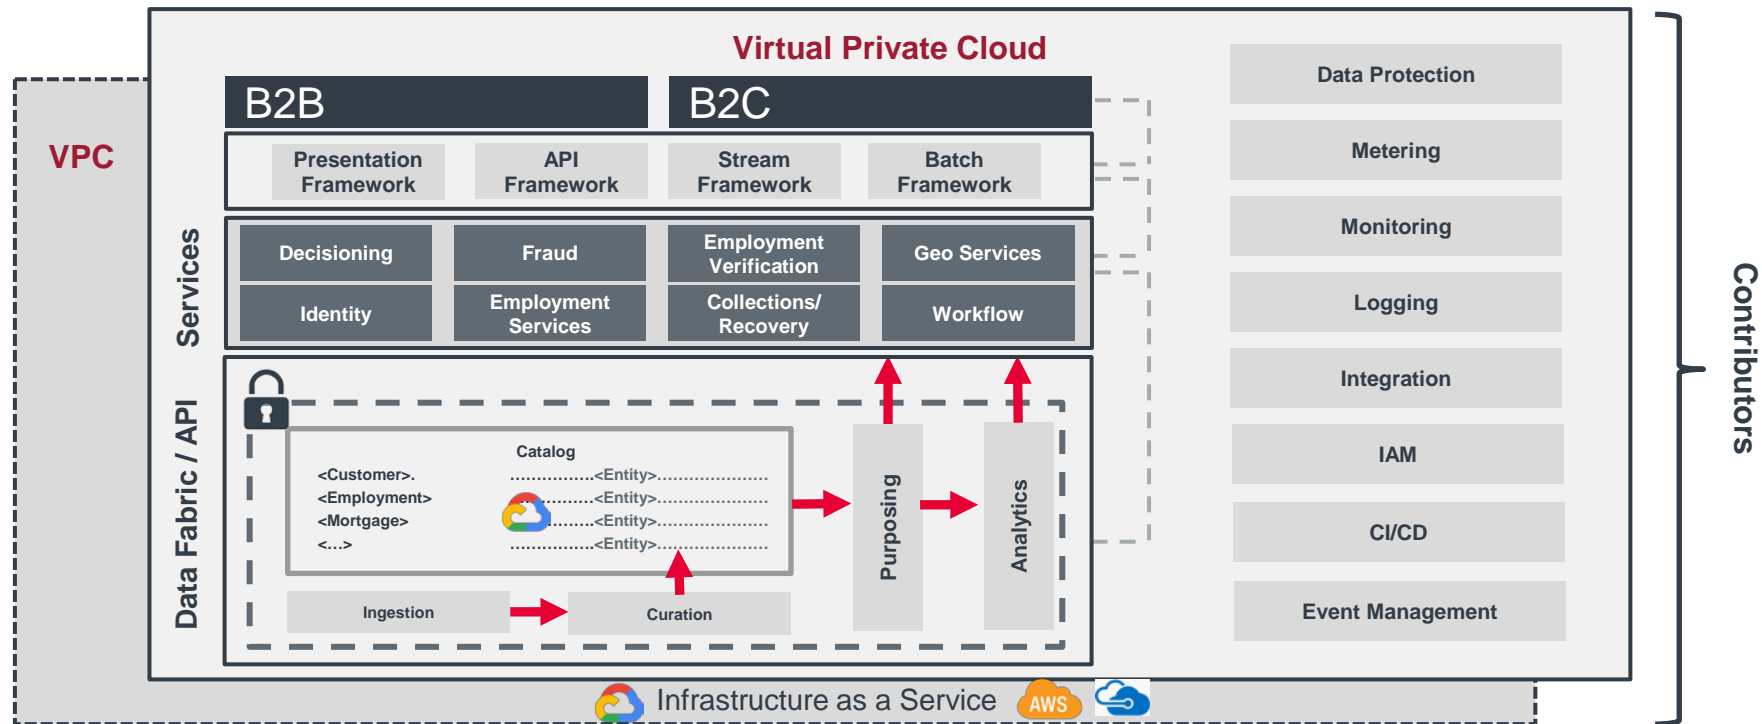 Virtual Private Cloud
VPC
B2B
B2C
Presentation
Framework
API
Framework
Stream
Framework
Batch
Framework
Services
Decisioning
Fraud
Employment
Verification
Geo Services
Identity
Employment
Services
Collections/
Recovery
Workflow
Data Fabric / API
Catalog
<Customer>. ................<Entity>.....................
<Employment> ................<Entity>.....................
<Mortgage> ................<Entity>.....................
<...> ................<Entity>.....................
Ingestion
Curation
Purposing
Analytics
Data Protection
Metering
Monitoring
Logging
Integration
IAM
CI/CD
Event Management
Contributors
Infrastructure as a Service
AWS